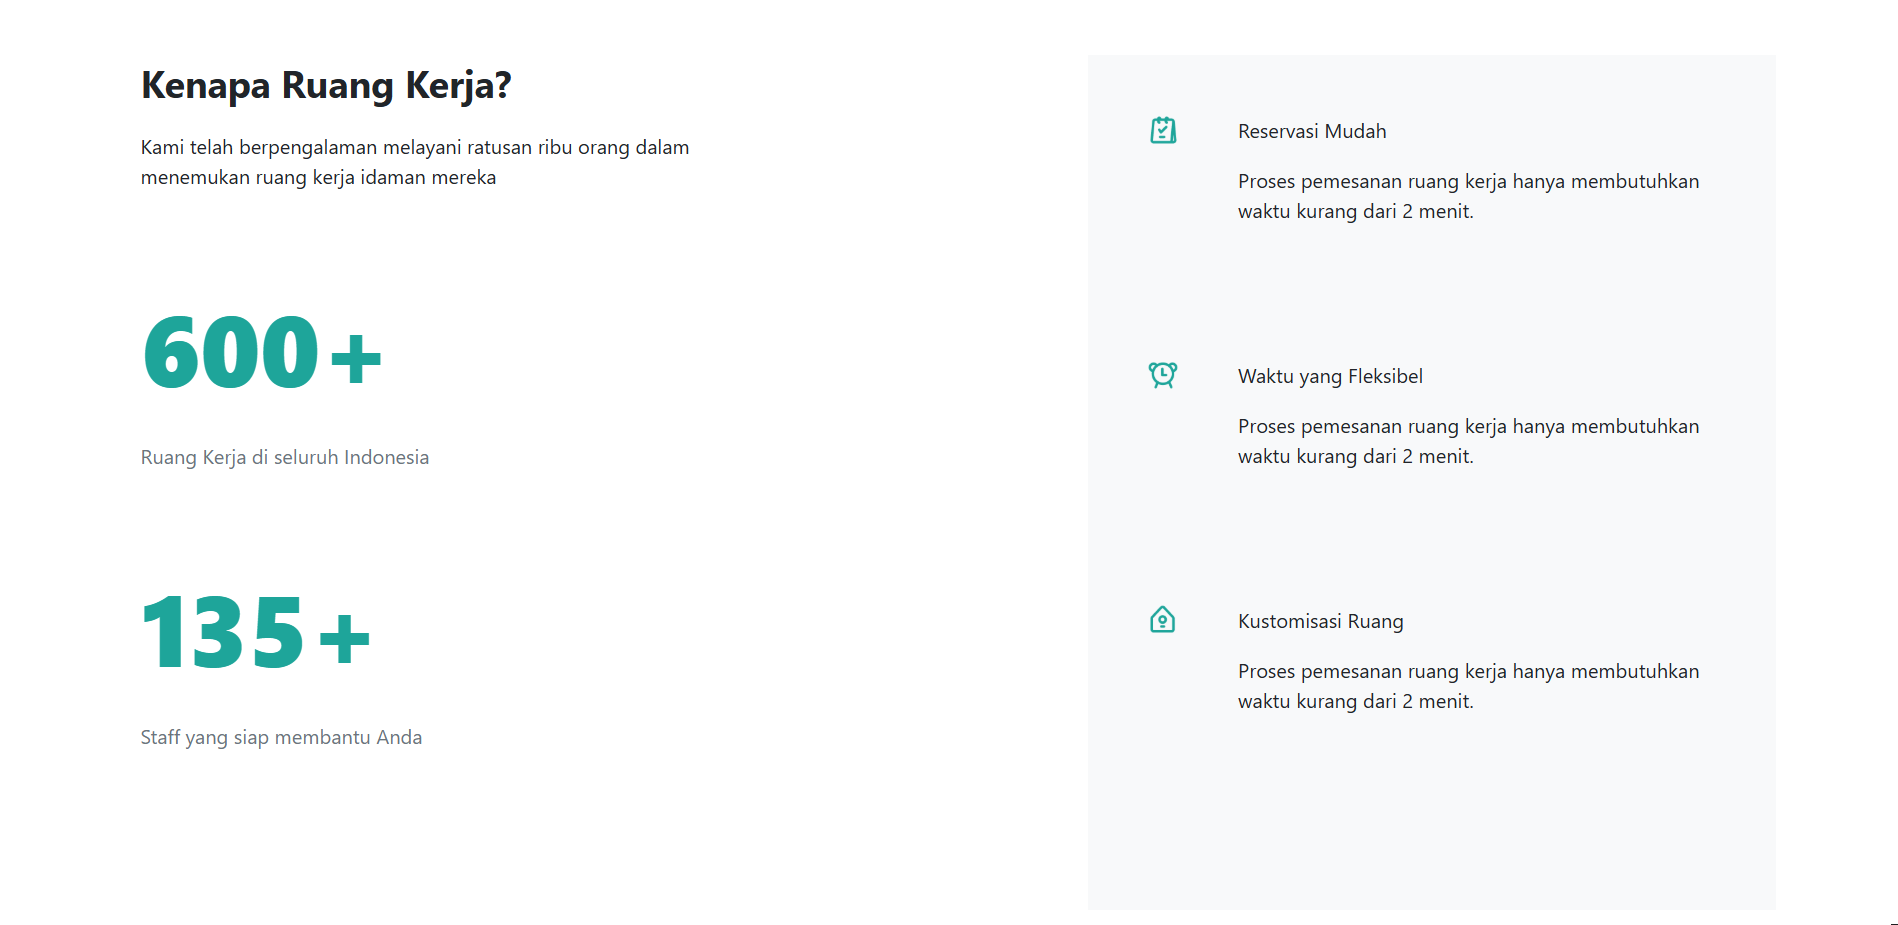 Kenapa Ruang Kerja?
Kami telah berpengalaman melayani ratusan ribu orang dalam
menemukan ruang kerja idaman mereka
600+
Ruang Kerja di seluruh Indonesia
135+
Staff yang siap membantu Anda
Reservasi Mudah
Proses pemesanan ruang kerja hanya membutuhkan
waktu kurang dari 2 menit.
Waktu yang Fleksibel
Proses pemesanan ruang kerja hanya membutuhkan
waktu kurang dari 2 menit.
Kustomisasi Ruang
Proses pemesanan ruang kerja hanya membutuhkan
waktu kurang dari 2 menit.